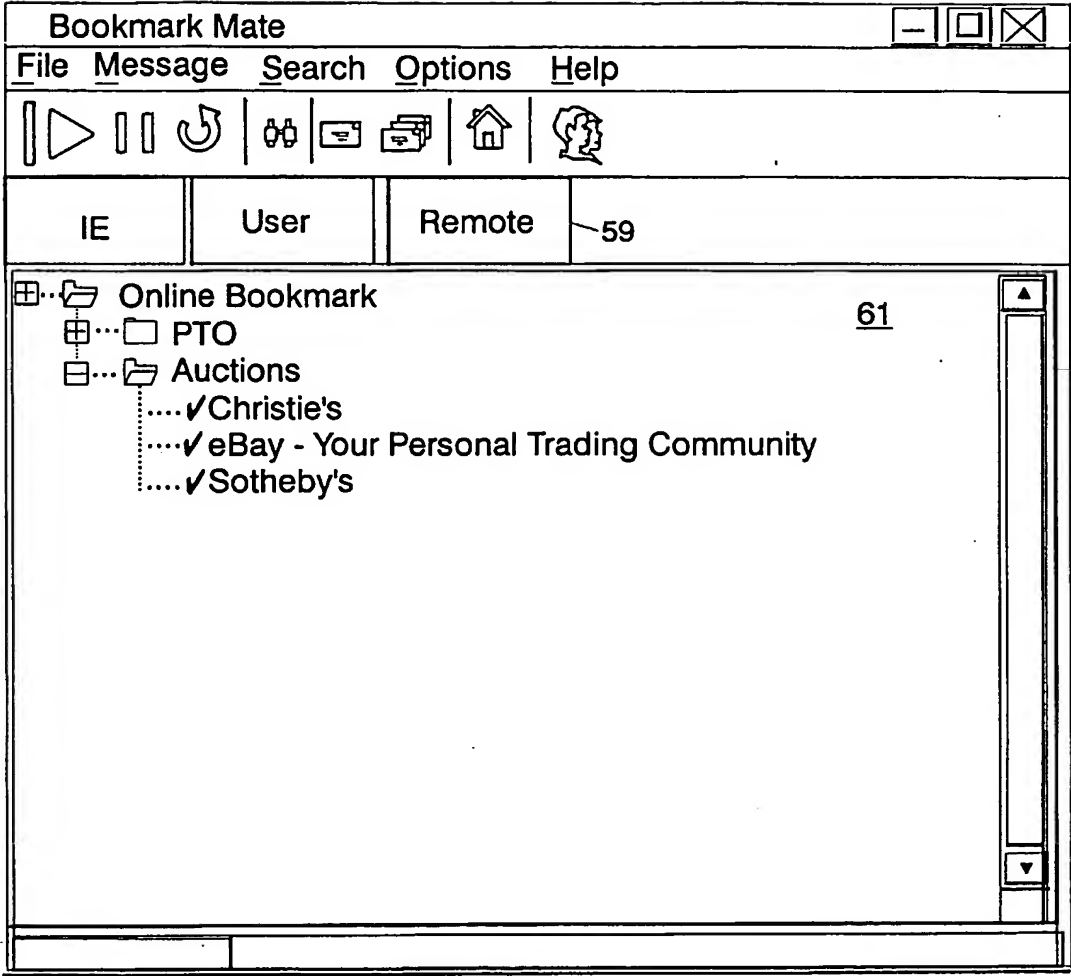 Bookmark Mate
File Message Search Options Help
IE User Remote 59
Online Bookmark 61
PTO
Auctions
✔Christie's
✔eBay - Your Personal Trading Community
✔Sotheby's